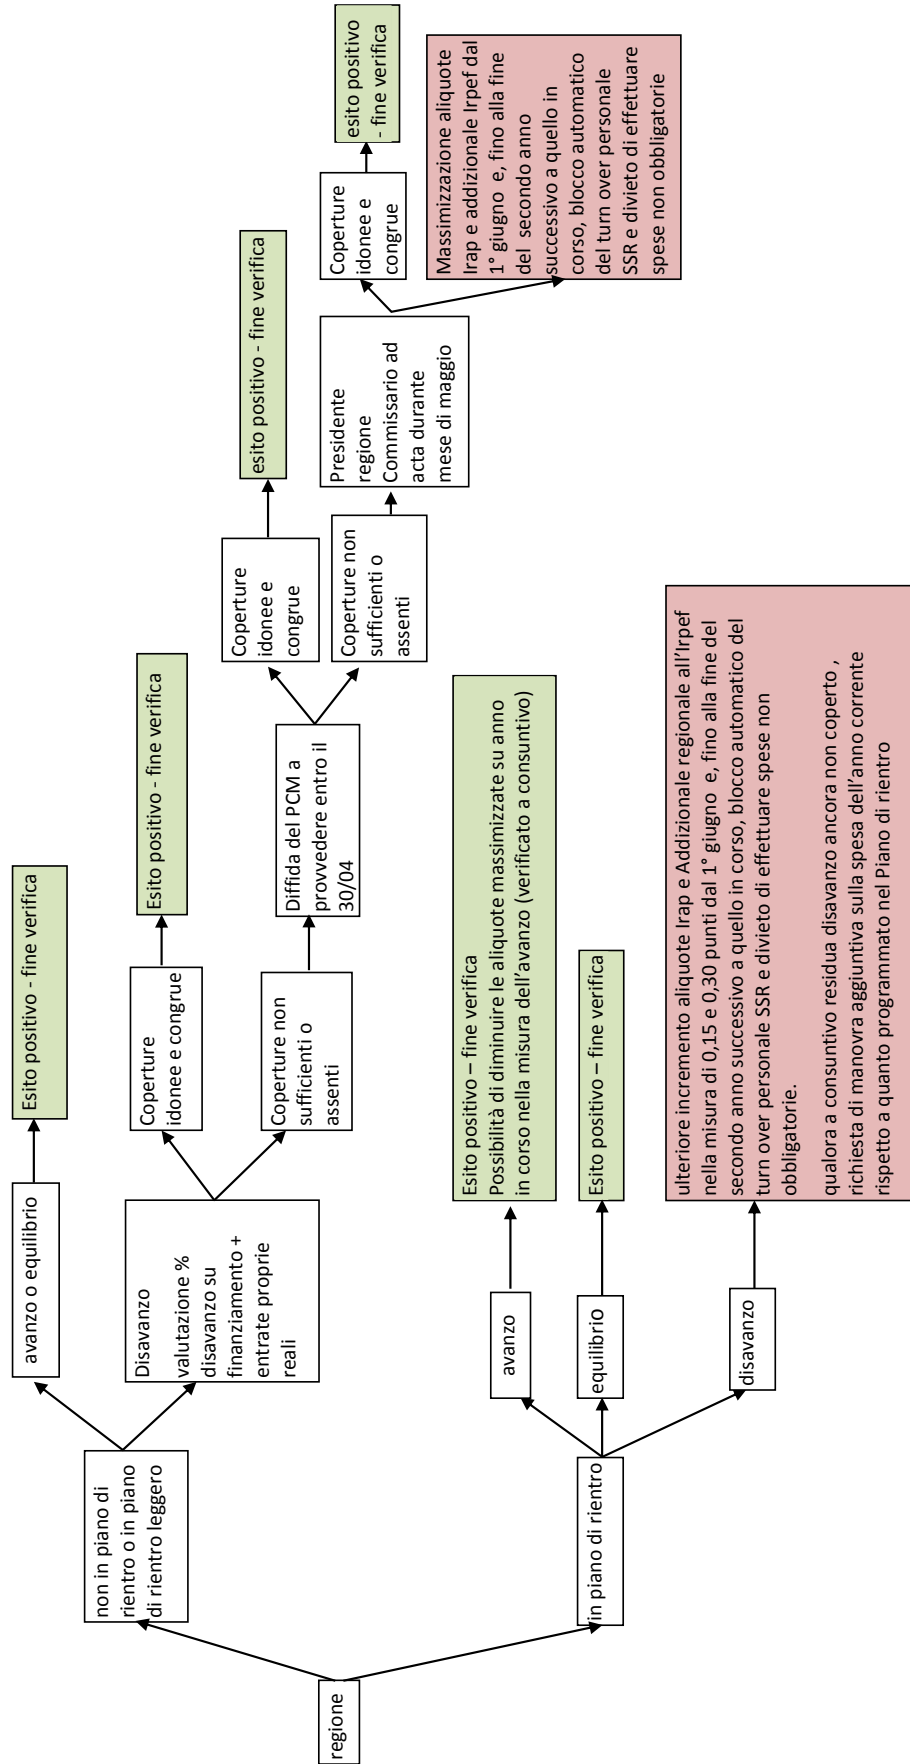 regione
non in piano di
rientro o in piano
di rientro leggero
avanzo o equilibrio
Esito positivo - fine verifica
Disavanzo
valutazione %
disavanzo su
finanziamento +
entrate proprie
reali
Coperture
idonee e congrue
Esito positivo - fine verifica
Coperture non
sufficienti o
assenti
Diffida del PCM a
provvedere entro il
30/04
Coperture
idonee e
congrue
esito positivo - fine verifica
Coperture non
sufficienti o
assenti
Presidente
regione
Commissario ad
acta durante
mese di maggio
Coperture
idonee e
congrue
esito positivo
- fine verifica
Massimizzazione aliquote
Irap e addizionale Irpef dal
1° giugno e, fino alla fine
del secondo anno
successivo a quello in
corso, blocco automatico
del turn over personale
SSR e divieto di effettuare
spese non obbligatorie
in piano di rientro
avanzo
Esito positivo – fine verifica
Possibilità di diminuire le aliquote massimizzate su anno
in corso nella misura dell'avanzo (verificato a consuntivo)
equilibrio
Esito positivo – fine verifica
disavanzo
ulteriore incremento aliquote Irap e Addizionale regionale all'Irpef
nella misura di 0,15 e 0,30 punti dal 1° giugno e, fino alla fine del
secondo anno successivo a quello in corso, blocco automatico del
turn over personale SSR e divieto di effettuare spese non
obbligatorie.
qualora a consuntivo residua disavanzo ancora non coperto ,
richiesta di manovra aggiuntiva sulla spesa dell'anno corrente
rispetto a quanto programmato nel Piano di rientro